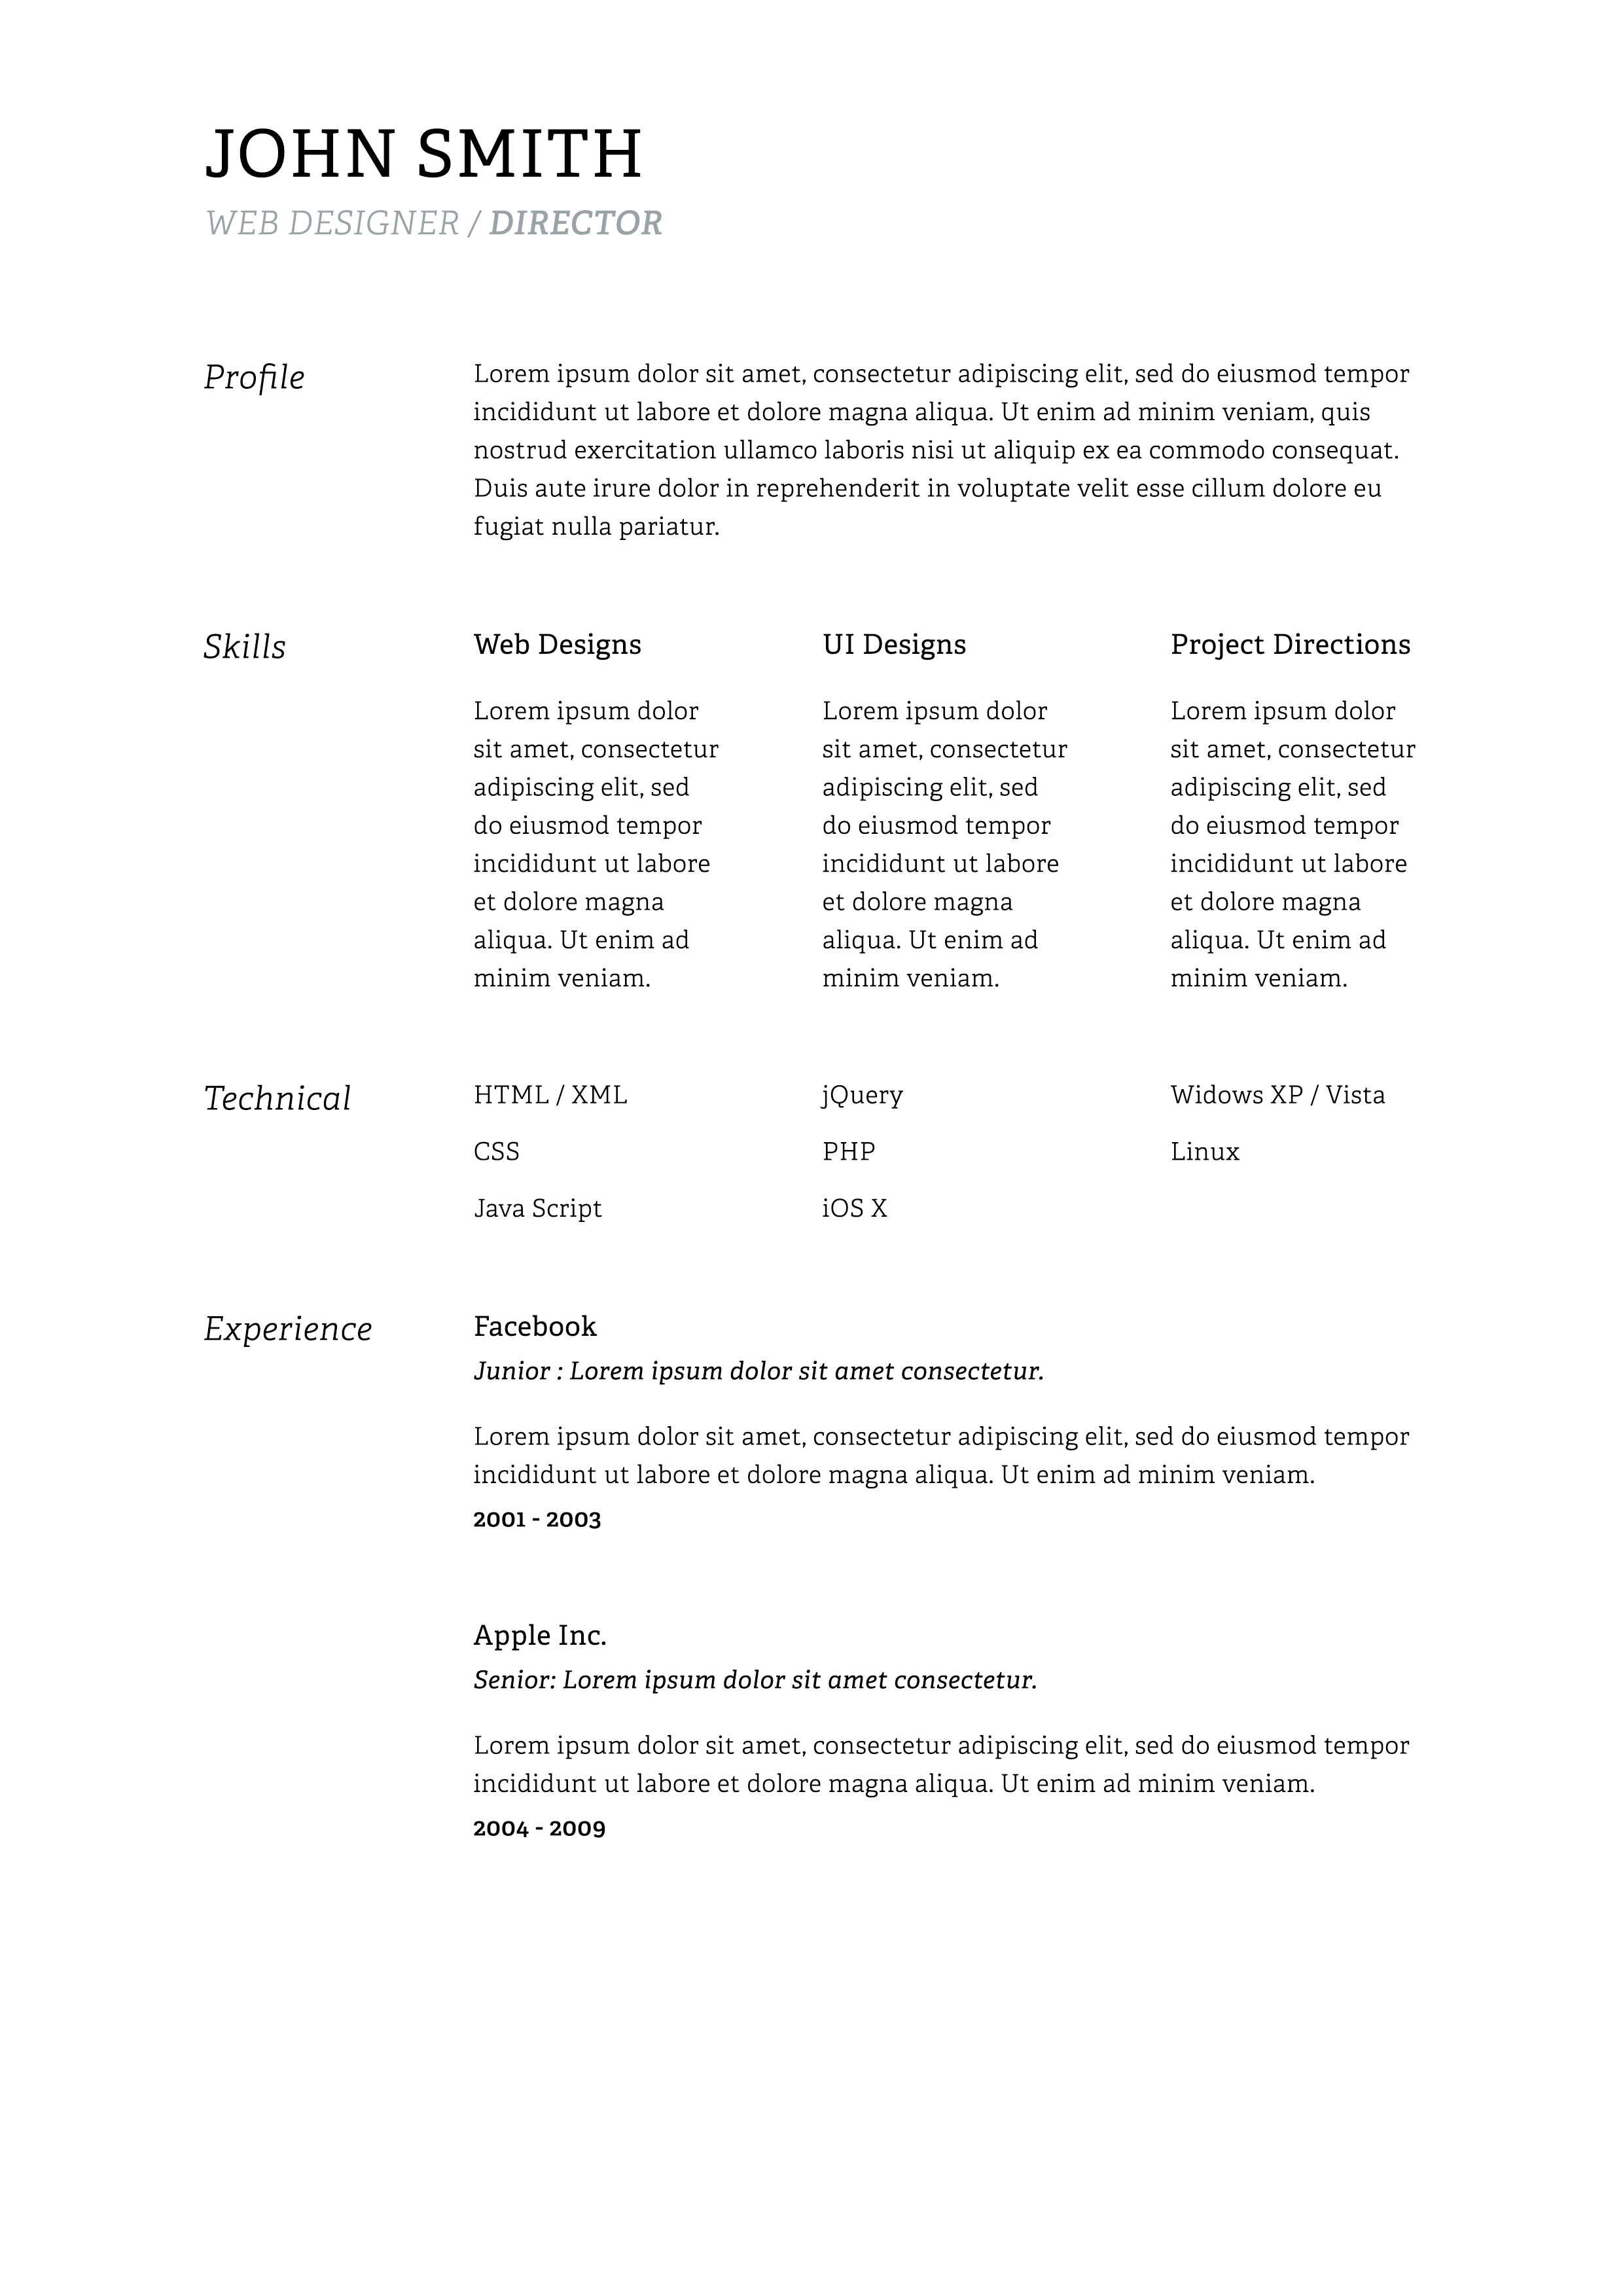 JOHN SMITH
WEB DESIGNER / DIRECTOR
Profile
Lorem ipsum dolor sit amet, consectetur adipiscing elit, sed do eiusmod tempor
incididunt ut labore et dolore magna aliqua. Ut enim ad minim veniam, quis
nostrud exercitation ullamco laboris nisi ut aliquip ex ea commodo consequat.
Duis aute irure dolor in reprehenderit in voluptate velit esse cillum dolore eu
fugiat nulla pariatur.
Skills
Web Designs
Lorem ipsum dolor
sit amet, consectetur
adipiscing elit, sed
do eiusmod tempor
incididunt ut labore
et dolore magna
aliqua. Ut enim ad
minim veniam.
UI Designs
Lorem ipsum dolor
sit amet, consectetur
adipiscing elit, sed
do eiusmod tempor
incididunt ut labore
et dolore magna
aliqua. Ut enim ad
minim veniam.
Project Directions
Lorem ipsum dolor
sit amet, consectetur
adipiscing elit, sed
do eiusmod tempor
incididunt ut labore
et dolore magna
aliqua. Ut enim ad
minim veniam.
Technical
HTML / XML
CSS
Java Script
jQuery
PHP
iOS X
Widows XP / Vista
Linux
Experience
Facebook
Junior : Lorem ipsum dolor sit amet consectetur.
Lorem ipsum dolor sit amet, consectetur adipiscing elit, sed do eiusmod tempor
incididunt ut labore et dolore magna aliqua. Ut enim ad minim veniam.
2001 - 2003
Apple Inc.
Senior: Lorem ipsum dolor sit amet consectetur.
Lorem ipsum dolor sit amet, consectetur adipiscing elit, sed do eiusmod tempor
incididunt ut labore et dolore magna aliqua. Ut enim ad minim veniam.
2004 - 2009